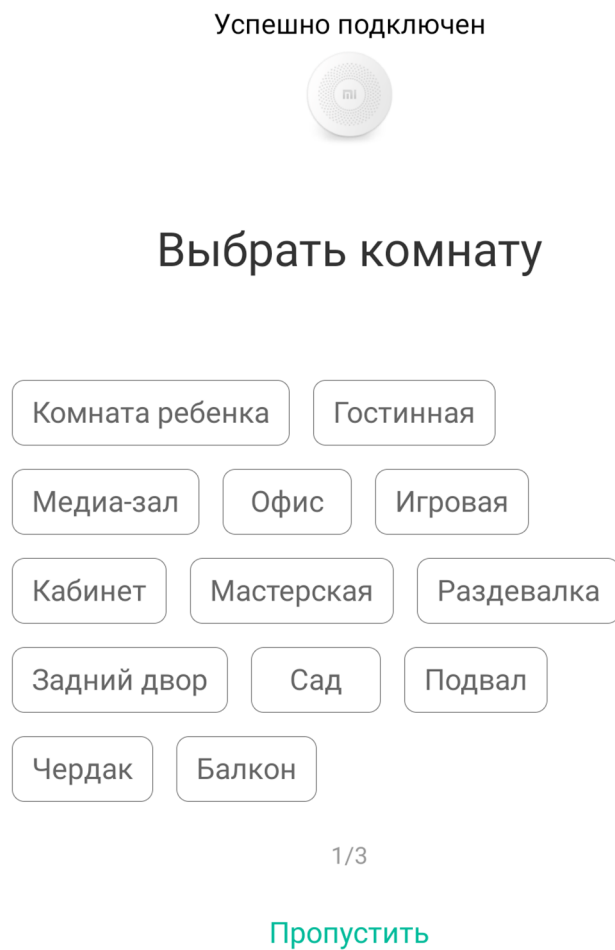 Успешно подключен
mi
Выбрать комнату
Комната ребенка Гостинная
Медиа-зал Офис Игровая
Кабинет Мастерская Раздевалка
Задний двор Сад Подвал
Чердак Балкон
1/3
Пропустить